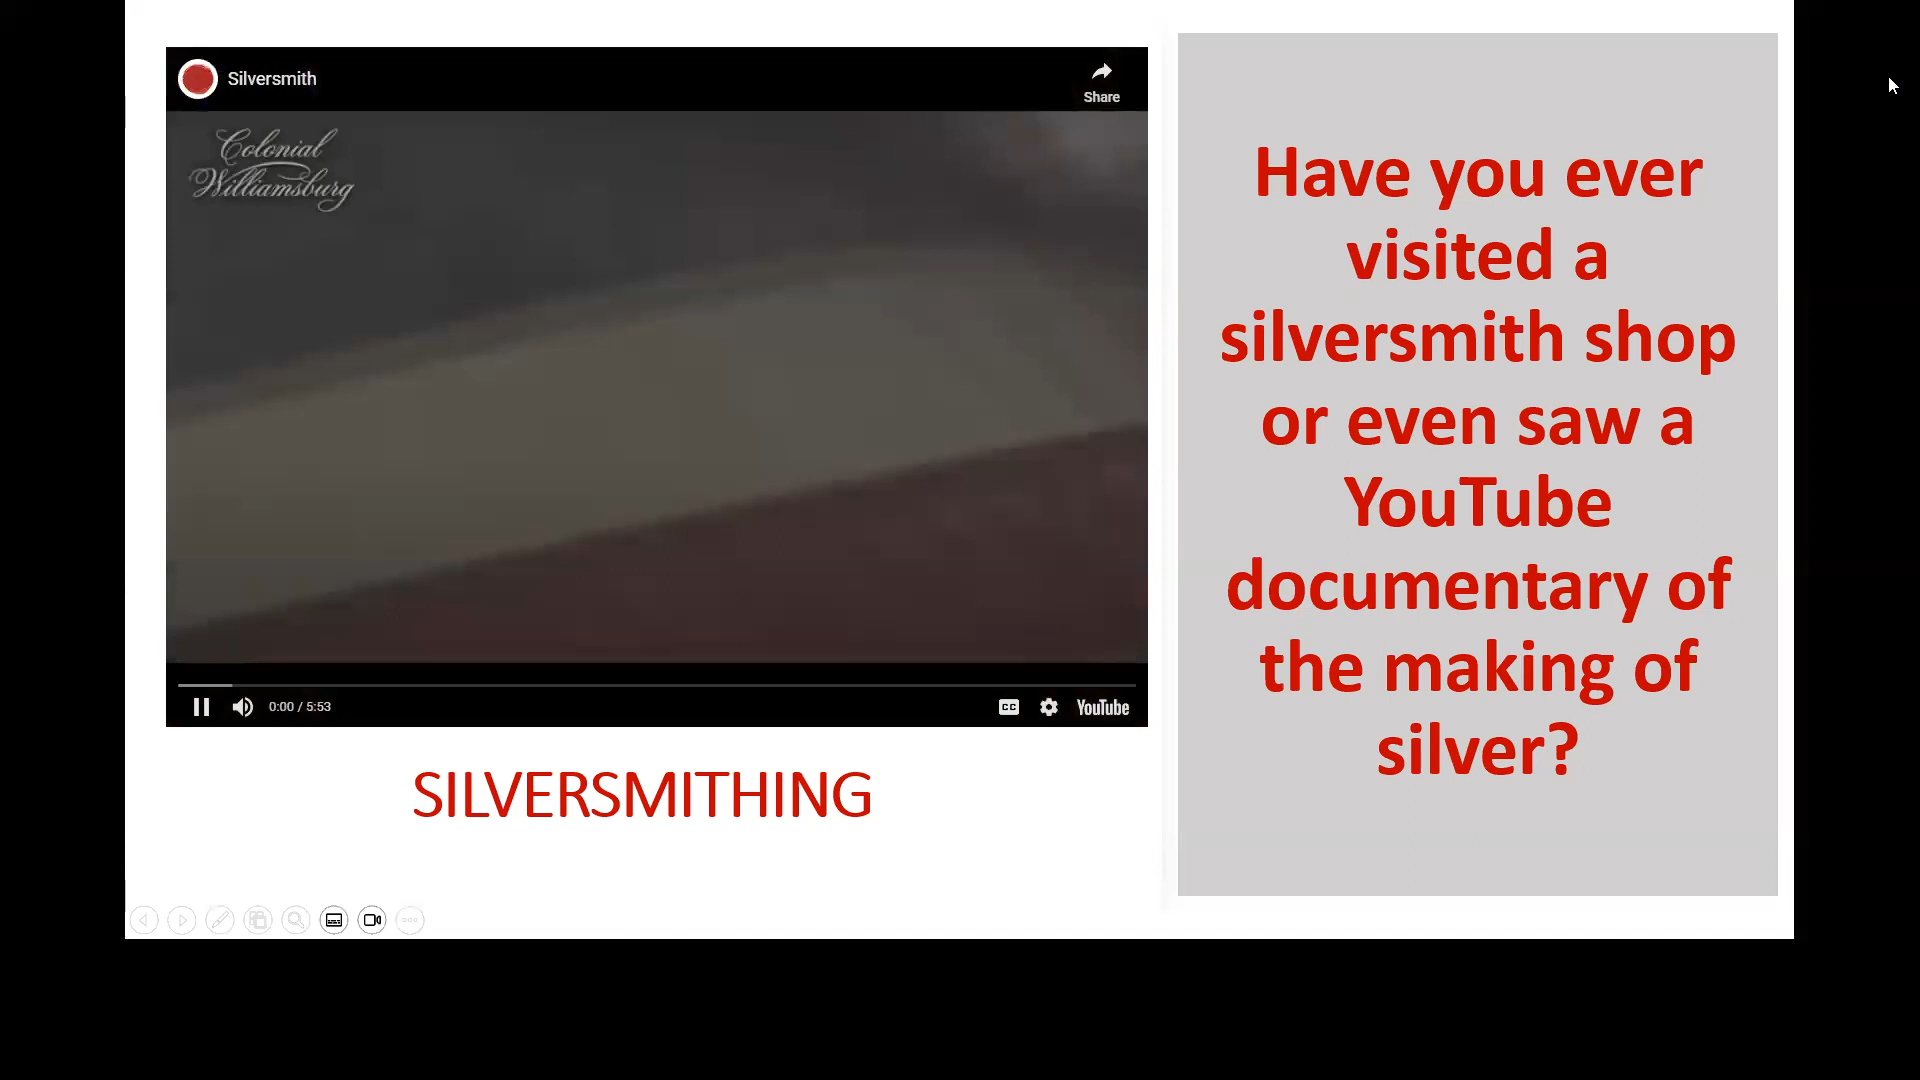 Silversmith
Share
Colonial
Williamsburg
0:00 / 5:53
CC
YouTube
SILVERSMITHING
Have you ever
visited a
silversmith shop
or even saw a
YouTube
documentary of
the making of
silver?